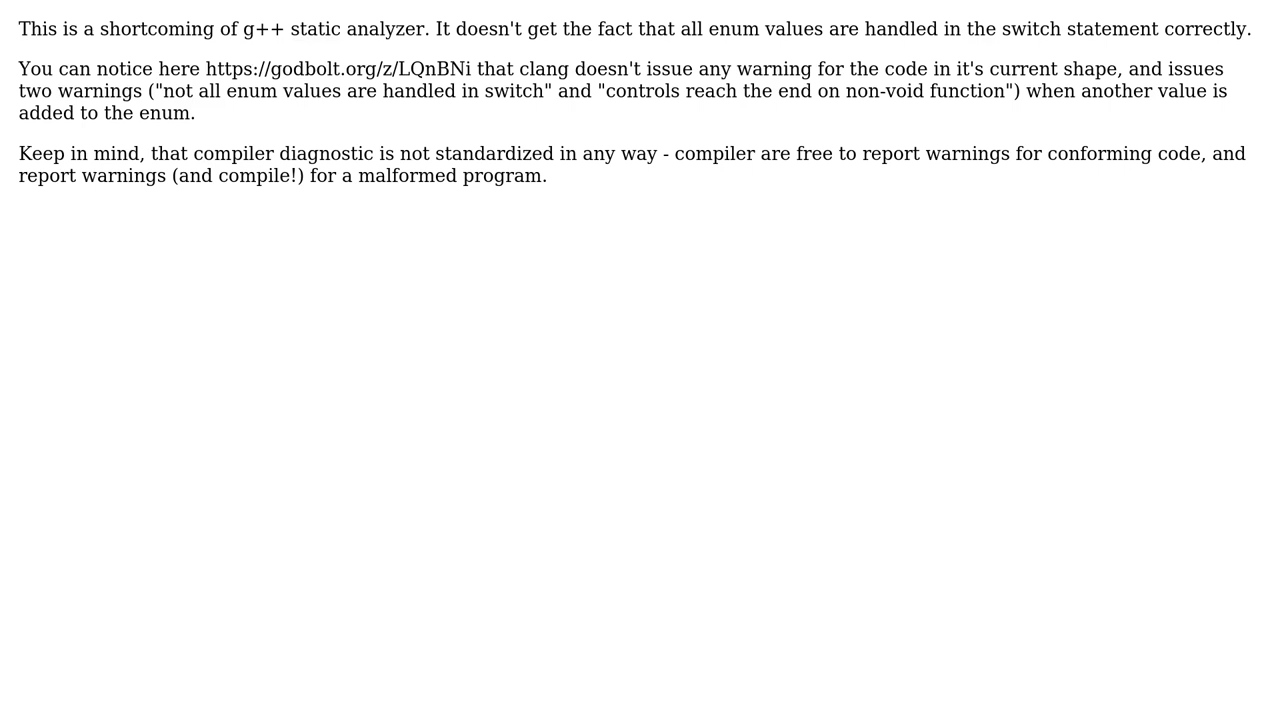 This is a shortcoming of g++ static analyzer. It doesn't get the fact that all enum values are handled in the switch statement correctly.
You can notice here https://godbolt.org/z/LQnBNi that clang doesn't issue any warning for the code in it's current shape, and issues
two warnings ("not all enum values are handled in switch" and "controls reach the end on non-void function") when another value is
added to the enum.
Keep in mind, that compiler diagnostic is not standardized in any way - compiler are free to report warnings for conforming code, and
report warnings (and compile!) for a malformed program.